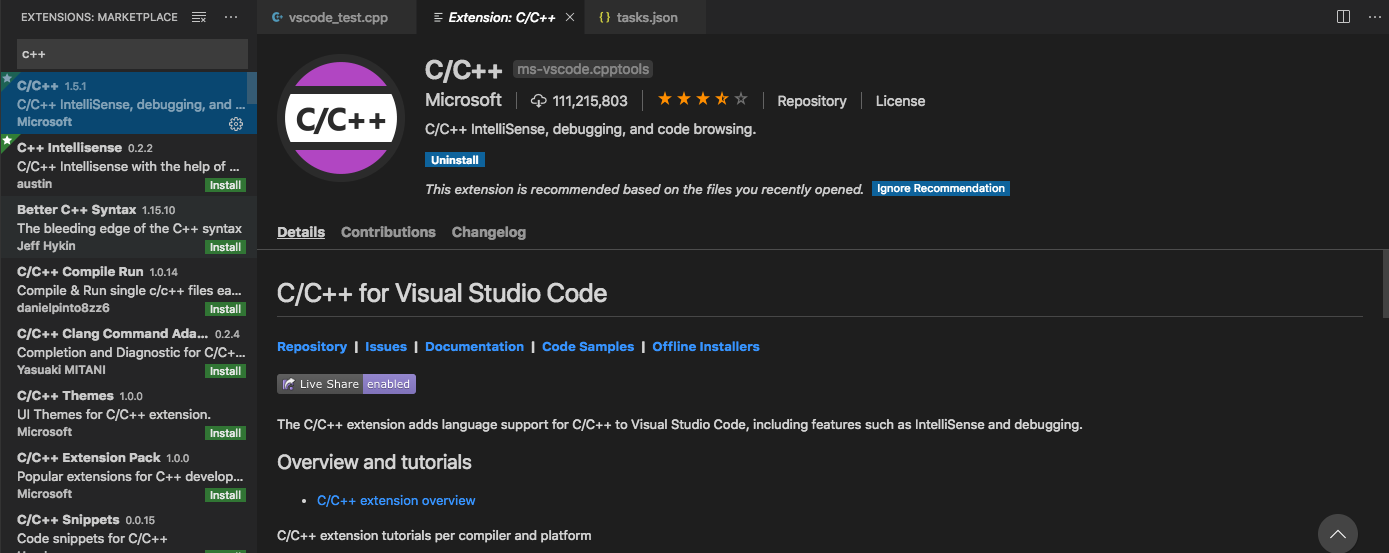 EXTENSIONS: MARKETPLACE
vscode_test.cpp
Extension: C/C++
{} tasks.json
c++
C/C++ 1.5.1
C/C++ IntelliSense, debugging, and ...
Microsoft
C++ Intellisense 0.2.2
C/C++ Intellisense with the help of ...
austin Install
Better C++ Syntax 1.15.10
The bleeding edge of the C++ syntax
Jeff Hykin Install
C/C++ Compile Run 1.0.14
Compile & Run single c/c++ files ea...
danielpinto8zz6 Install
C/C++ Clang Command Ada... 0.2.4
Completion and Diagnostic for C/C+...
Yasuaki MITANI Install
C/C++ Themes 1.0.0
UI Themes for C/C++ extension.
Microsoft Install
C/C++ Extension Pack 1.0.0
Popular extensions for C++ develop...
Microsoft Install
C/C++ Snippets 0.0.15
Code snippets for C/C++
C/C++
C/C++ ms-vscode.cpptools
Microsoft | 111,215,803 | Repository | License
C/C++ IntelliSense, debugging, and code browsing.
Uninstall
This extension is recommended based on the files you recently opened. Ignore Recommendation
Details Contributions Changelog
C/C++ for Visual Studio Code
Repository | Issues | Documentation | Code Samples | Offline Installers
Live Share enabled
The C/C++ extension adds language support for C/C++ to Visual Studio Code, including features such as IntelliSense and debugging.
Overview and tutorials
• C/C++ extension overview
C/C++ extension tutorials per compiler and platform